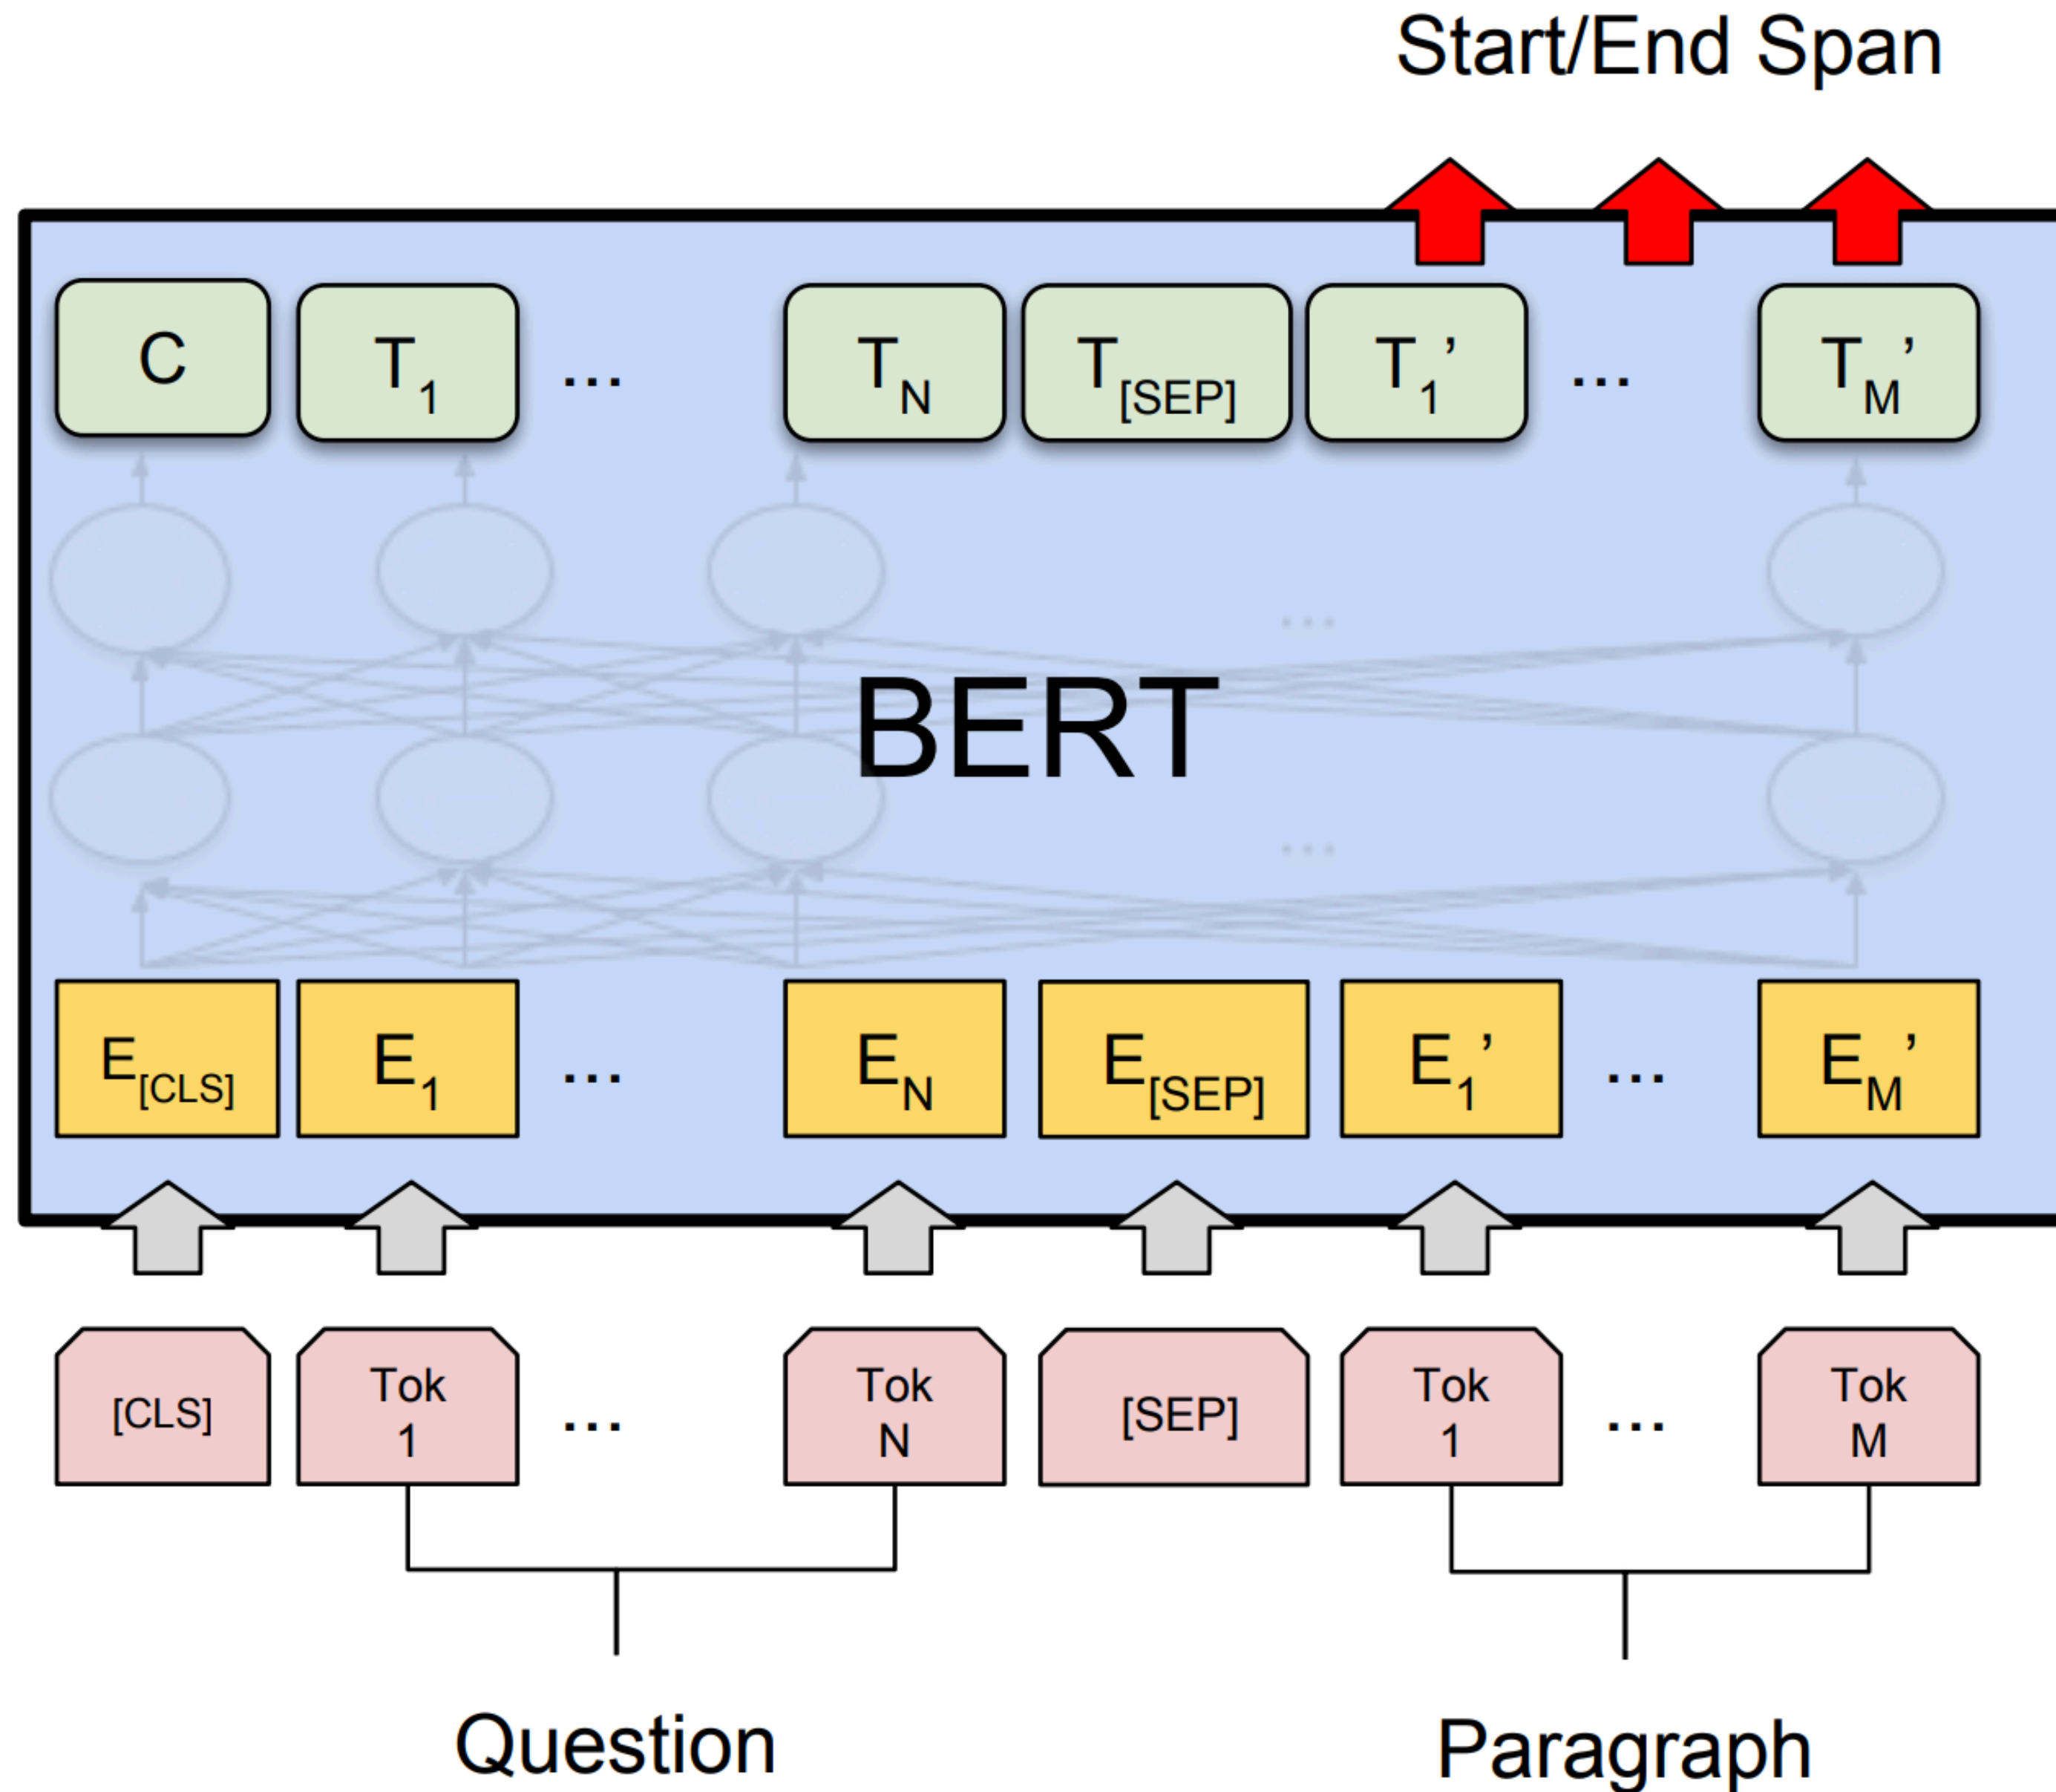 Start/End Span
C T1 ... TN T[SEP] T1’ ... TM’
BERT
E[CLS] E1 ... EN E[SEP] E1’ ... EM’
[CLS] Tok 1 ... Tok N [SEP] Tok 1 ... Tok M
Question Paragraph